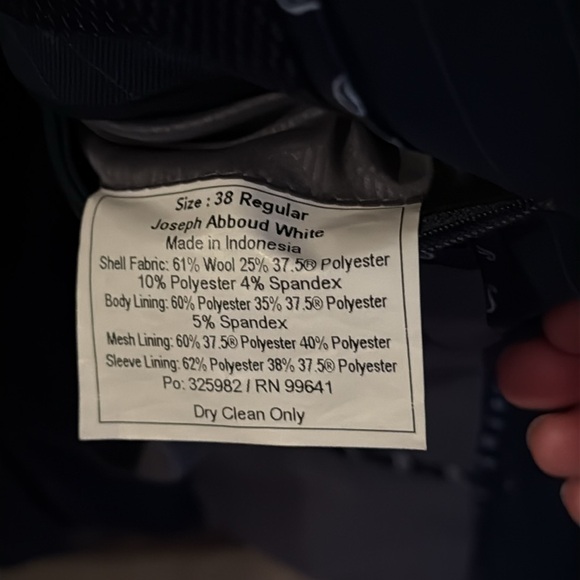 Size : 38 Regular
Joseph Abboud White
Made in Indonesia
Shell Fabric: 61% Wool 25% 37.5® Polyester
10% Polyester 4% Spandex
Body Lining: 60% Polyester 35% 37.5® Polyester
5% Spandex
Mesh Lining: 60% 37.5® Polyester 40% Polyester
Sleeve Lining: 62% Polyester 38% 37.5® Polyester
Po: 325982 / RN 99641
Dry Clean Only